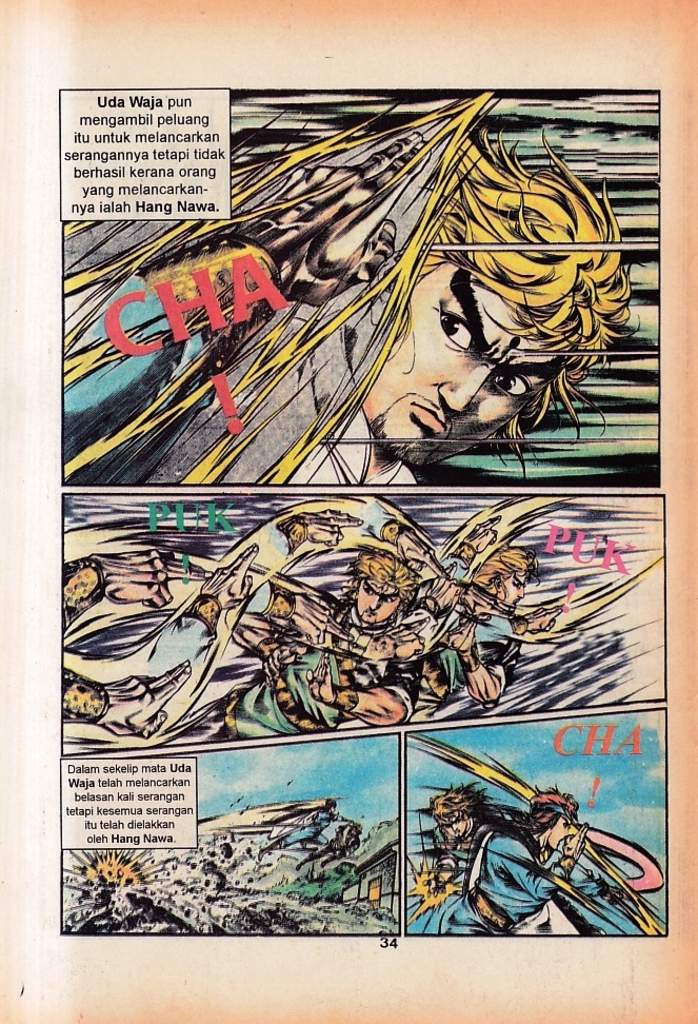 Uda Waja pun
mengambil peluang
itu untuk melancarkan
serangannya tetapi tidak
berhasil kerana orang
yang melancarkan-
nya ialah Hang Nawa.
CHA
!
PUK
!
PUK
!
Dalam sekelip mata Uda
Waja telah melancarkan
belasan kali serangan
tetapi kesemua serangan
itu telah dielakkan
oleh Hang Nawa.
CHA
!
34